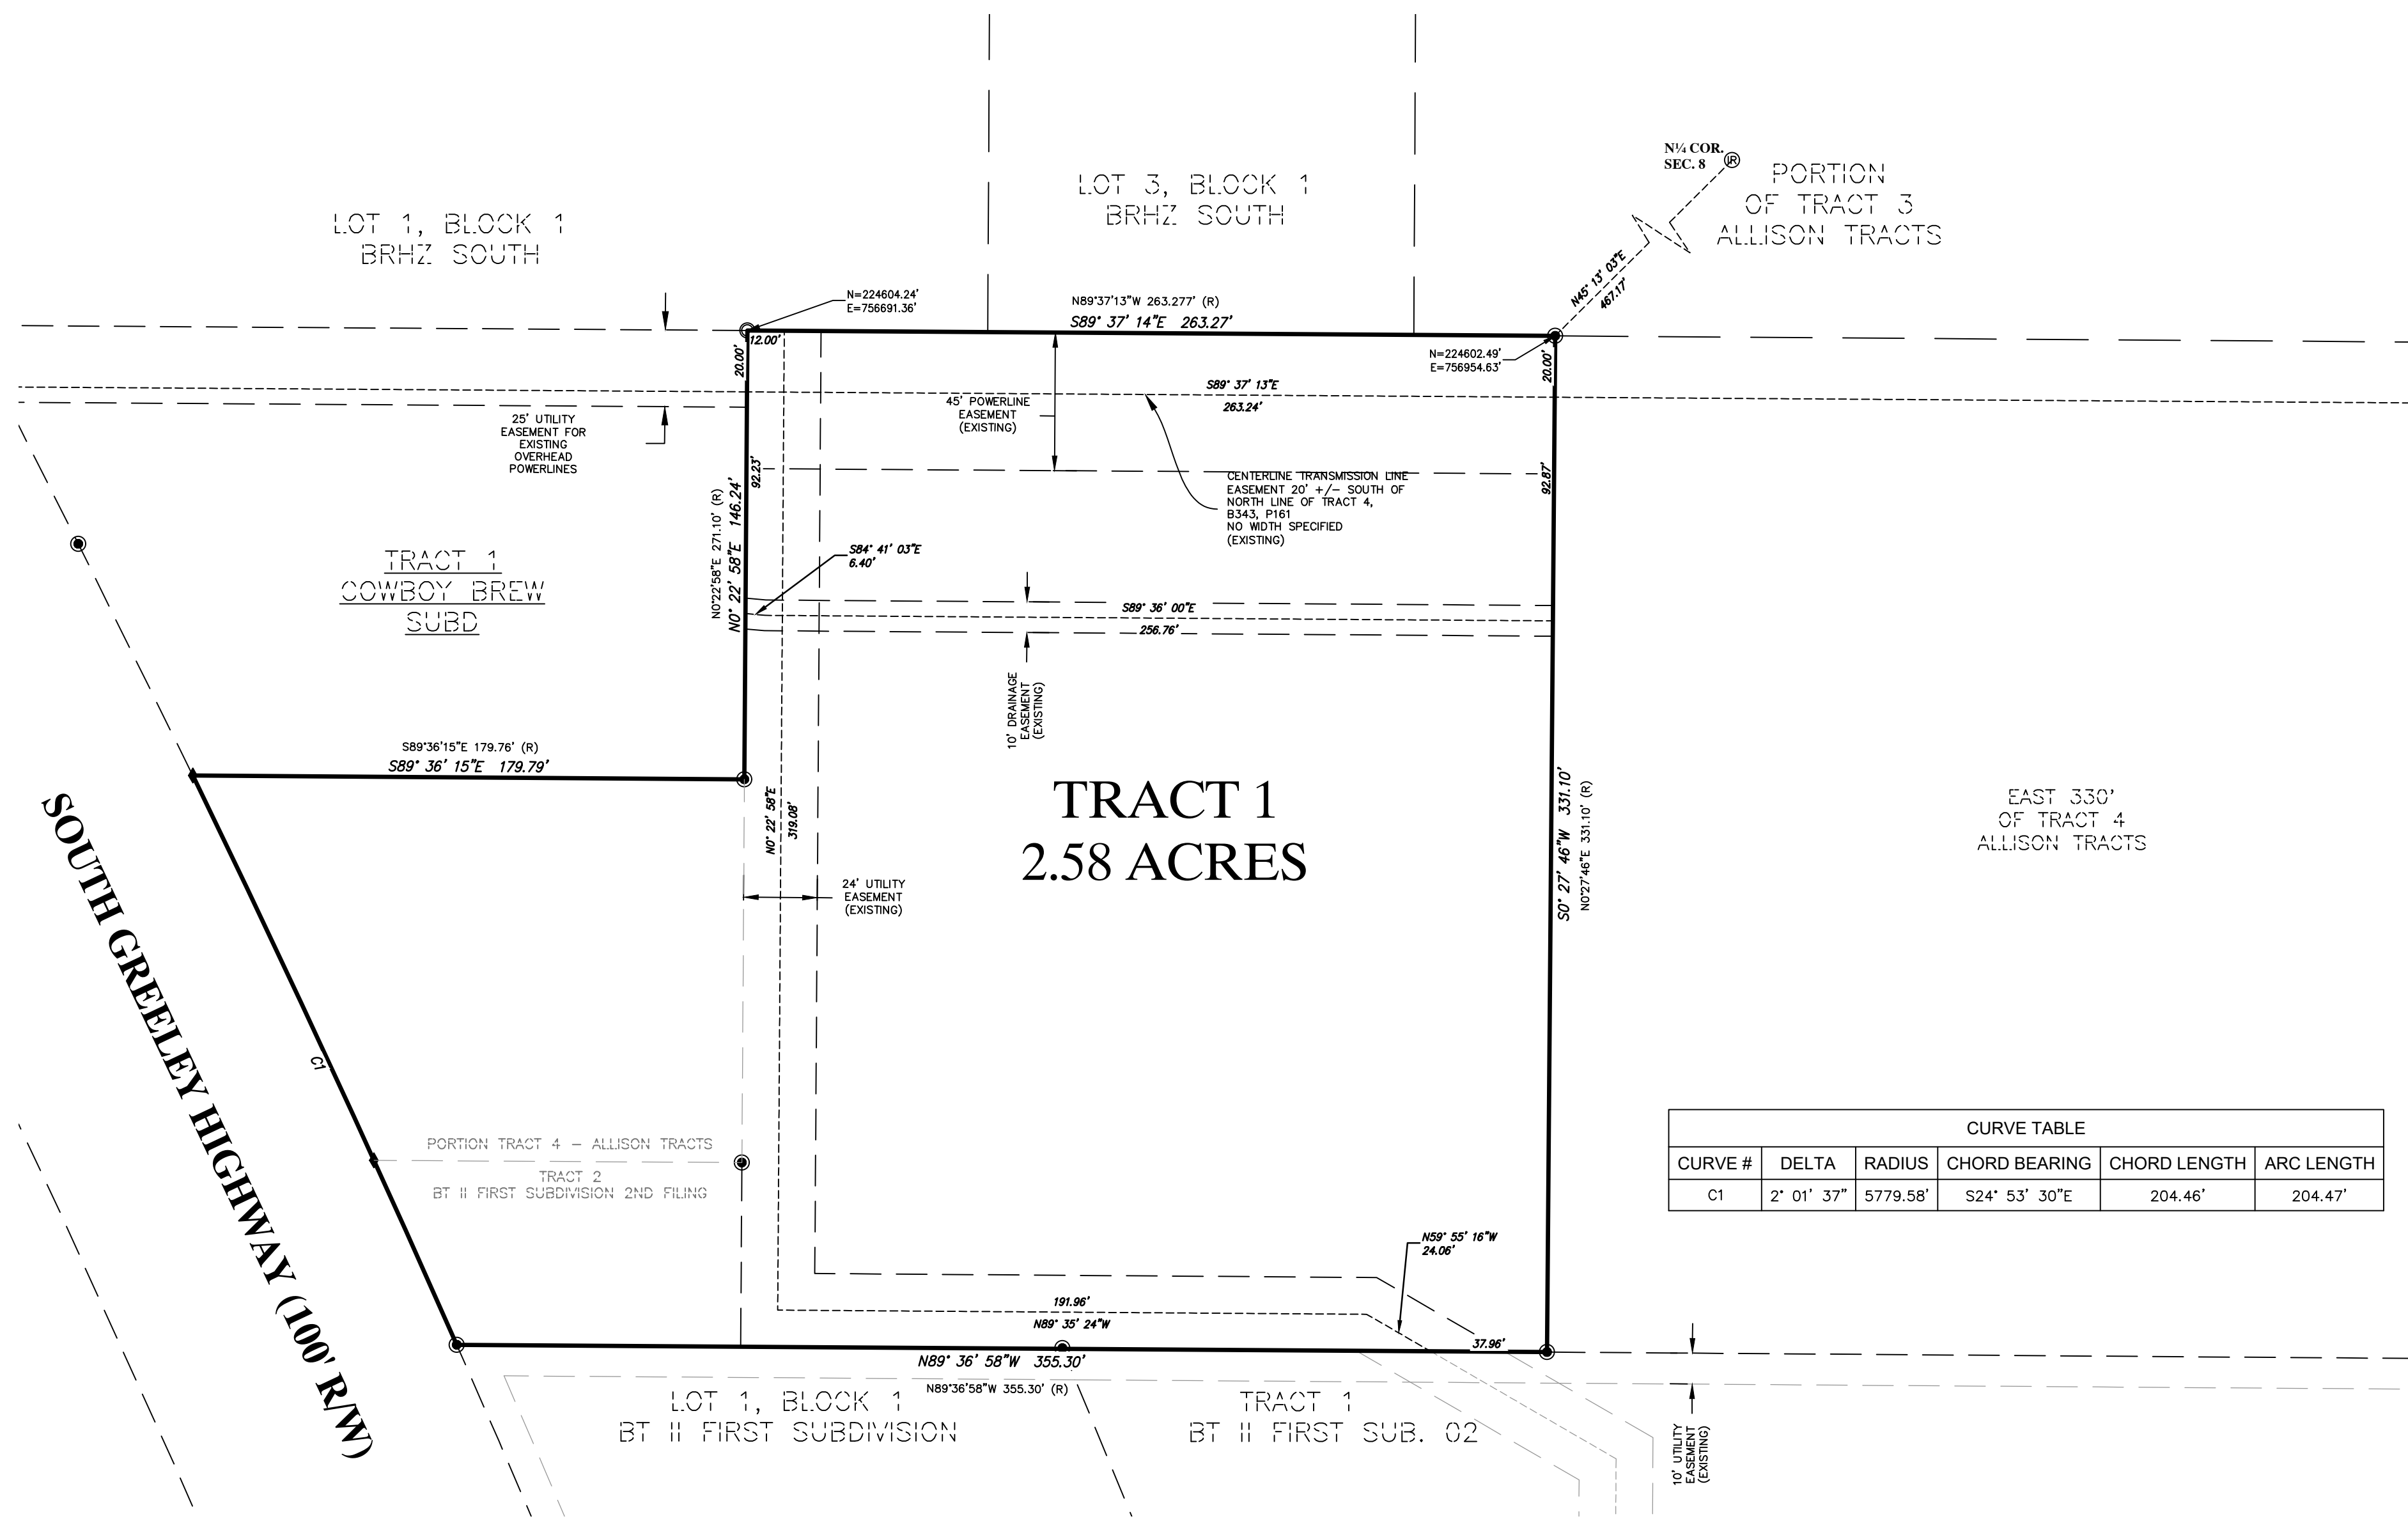 N¼ COR.
SEC. 8
LR
PORTION
OF TRACT 3
ALLISON TRACTS
LOT 3, BLOCK 1
BRHZ SOUTH
LOT 1, BLOCK 1
BRHZ SOUTH
N45° 13' 03"E
467.17'
N=224604.24'
E=756691.36'
N89°37'13"W 263.277' (R)
S89° 37' 14"E 263.27'
12.00'
20.00'
N=224602.49'
E=756954.63'
20.00'
S89° 37' 13"E
263.24'
45' POWERLINE
EASEMENT
(EXISTING)
25' UTILITY
EASEMENT FOR
EXISTING
OVERHEAD
POWERLINES
CENTERLINE TRANSMISSION LINE
EASEMENT 20' +/- SOUTH OF
NORTH LINE OF TRACT 4,
B343, P161
NO WIDTH SPECIFIED
(EXISTING)
92.23'
92.87'
N0°22'58"E 271.10' (R)
N0° 22' 58"E 146.24'
S84° 41' 03"E
6.40'
TRACT 1
COWBOY BREW
SUBD
S89° 36' 00"E
256.76'
10' DRAINAGE
EASEMENT
(EXISTING)
S89°36'15"E 179.76' (R)
S89° 36' 15"E 179.79'
TRACT 1
2.58 ACRES
N0° 22' 58"E
319.08'
S0° 27' 46"W 331.10'
N0°27'46"E 331.10' (R)
EAST 330'
OF TRACT 4
ALLISON TRACTS
24' UTILITY
EASEMENT
(EXISTING)
SOUTH GREELEY HIGHWAY (100' R/W)
C1
PORTION TRACT 4 - ALLISON TRACTS
TRACT 2
BT II FIRST SUBDIVISION 2ND FILING
CURVE TABLE
CURVE # DELTA RADIUS CHORD BEARING CHORD LENGTH ARC LENGTH
C1 2° 01' 37" 5779.58' S24° 53' 30"E 204.46' 204.47'
N59° 55' 16"W
24.06'
191.96'
N89° 35' 24"W
37.96'
N89° 36' 58"W 355.30'
N89°36'58"W 355.30' (R)
LOT 1, BLOCK 1
BT II FIRST SUBDIVISION
TRACT 1
BT II FIRST SUB. 02
10' UTILITY
EASEMENT
(EXISTING)